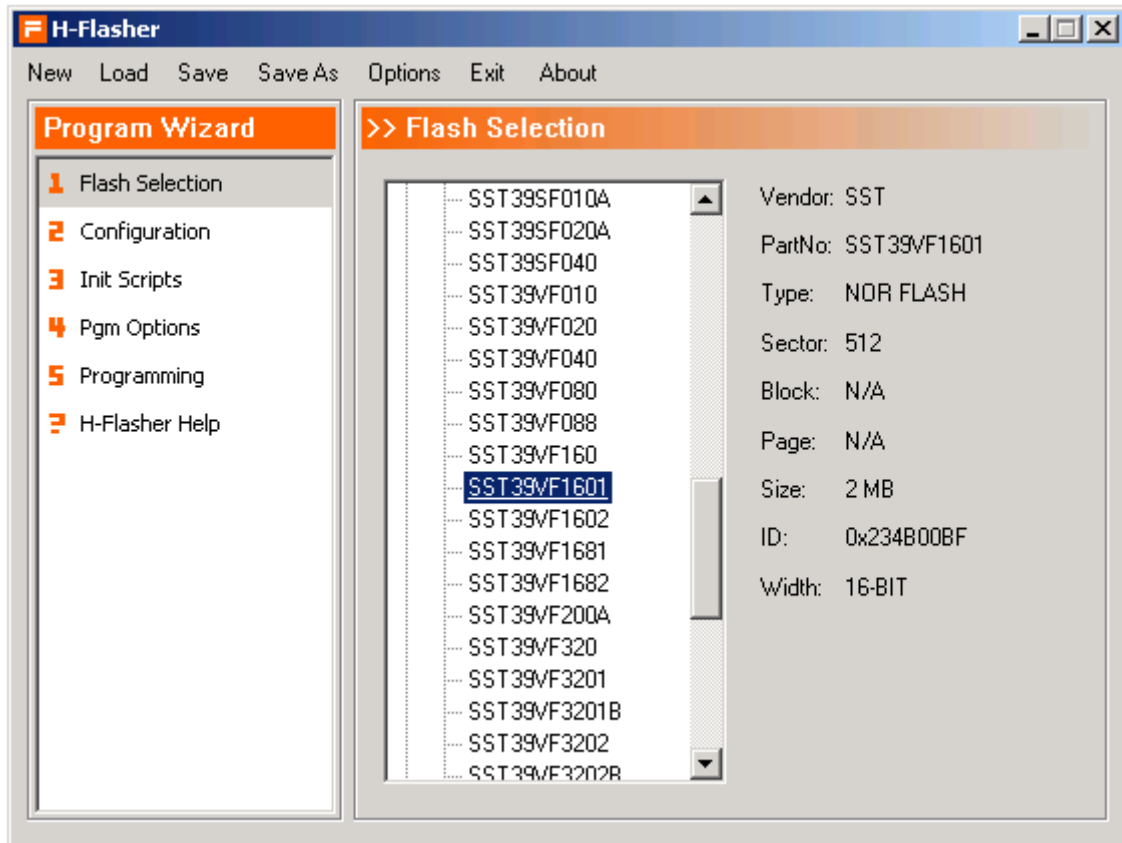 H-Flasher
New Load Save Save As Options Exit About
Program Wizard
1 Flash Selection
2 Configuration
3 Init Scripts
4 Pgm Options
5 Programming
? H-Flasher Help
>> Flash Selection
SST39SF010A
SST39SF020A
SST39SF040
SST39VF010
SST39VF020
SST39VF040
SST39VF080
SST39VF088
SST39VF160
SST39VF1601
SST39VF1602
SST39VF1681
SST39VF1682
SST39VF200A
SST39VF320
SST39VF3201
SST39VF3201B
SST39VF3202
SST39VF3202B
Vendor: SST
PartNo: SST39VF1601
Type: NOR FLASH
Sector: 512
Block: N/A
Page: N/A
Size: 2 MB
ID: 0x234B00BF
Width: 16-BIT